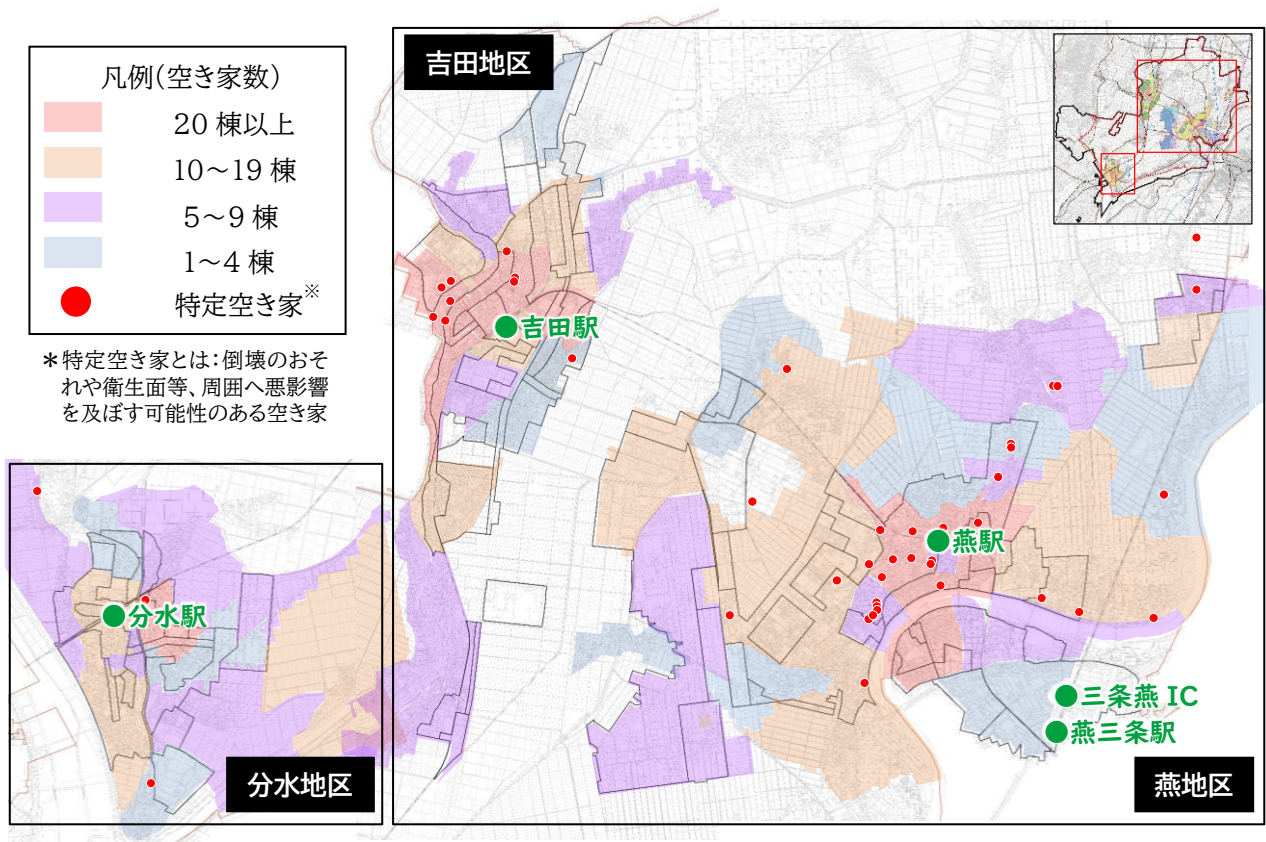 凡例(空き家数)
20 棟以上
10～19 棟
5～9 棟
1～4 棟
特定空き家※
＊特定空き家とは：倒壊のおそ
れや衛生面等、周囲へ悪影響
を及ぼす可能性のある空き家
吉田地区
吉田駅
燕駅
三条燕 IC
燕三条駅
燕地区
分水駅
分水地区